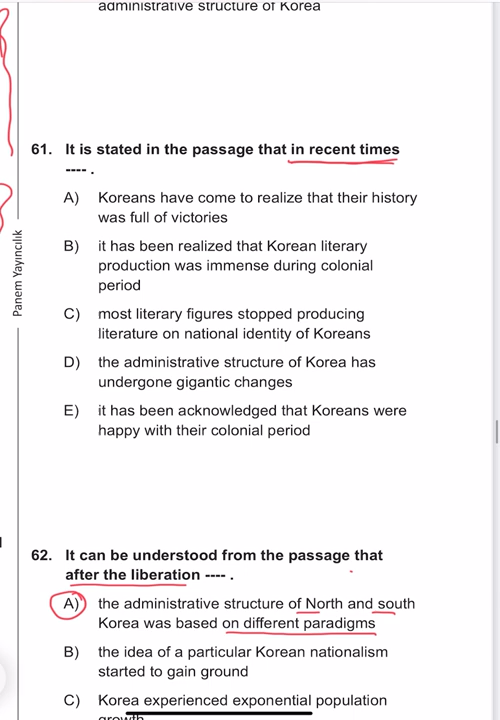 administrative structure of Korea
61. It is stated in the passage that in recent times
---- .
A) Koreans have come to realize that their history
was full of victories
B) it has been realized that Korean literary
production was immense during colonial
period
C) most literary figures stopped producing
literature on national identity of Koreans
D) the administrative structure of Korea has
undergone gigantic changes
E) it has been acknowledged that Koreans were
happy with their colonial period
Panem Yayıncılık
62. It can be understood from the passage that
after the liberation ---- .
A) the administrative structure of North and south
Korea was based on different paradigms
B) the idea of a particular Korean nationalism
started to gain ground
C) Korea experienced exponential population
growth